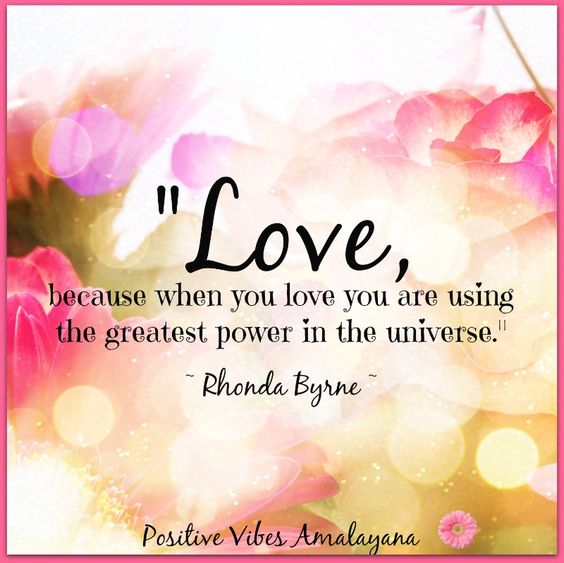 "Love,
because when you love you are using
the greatest power in the universe."
~ Rhonda Byrne ~
Positive Vibes Amalayana